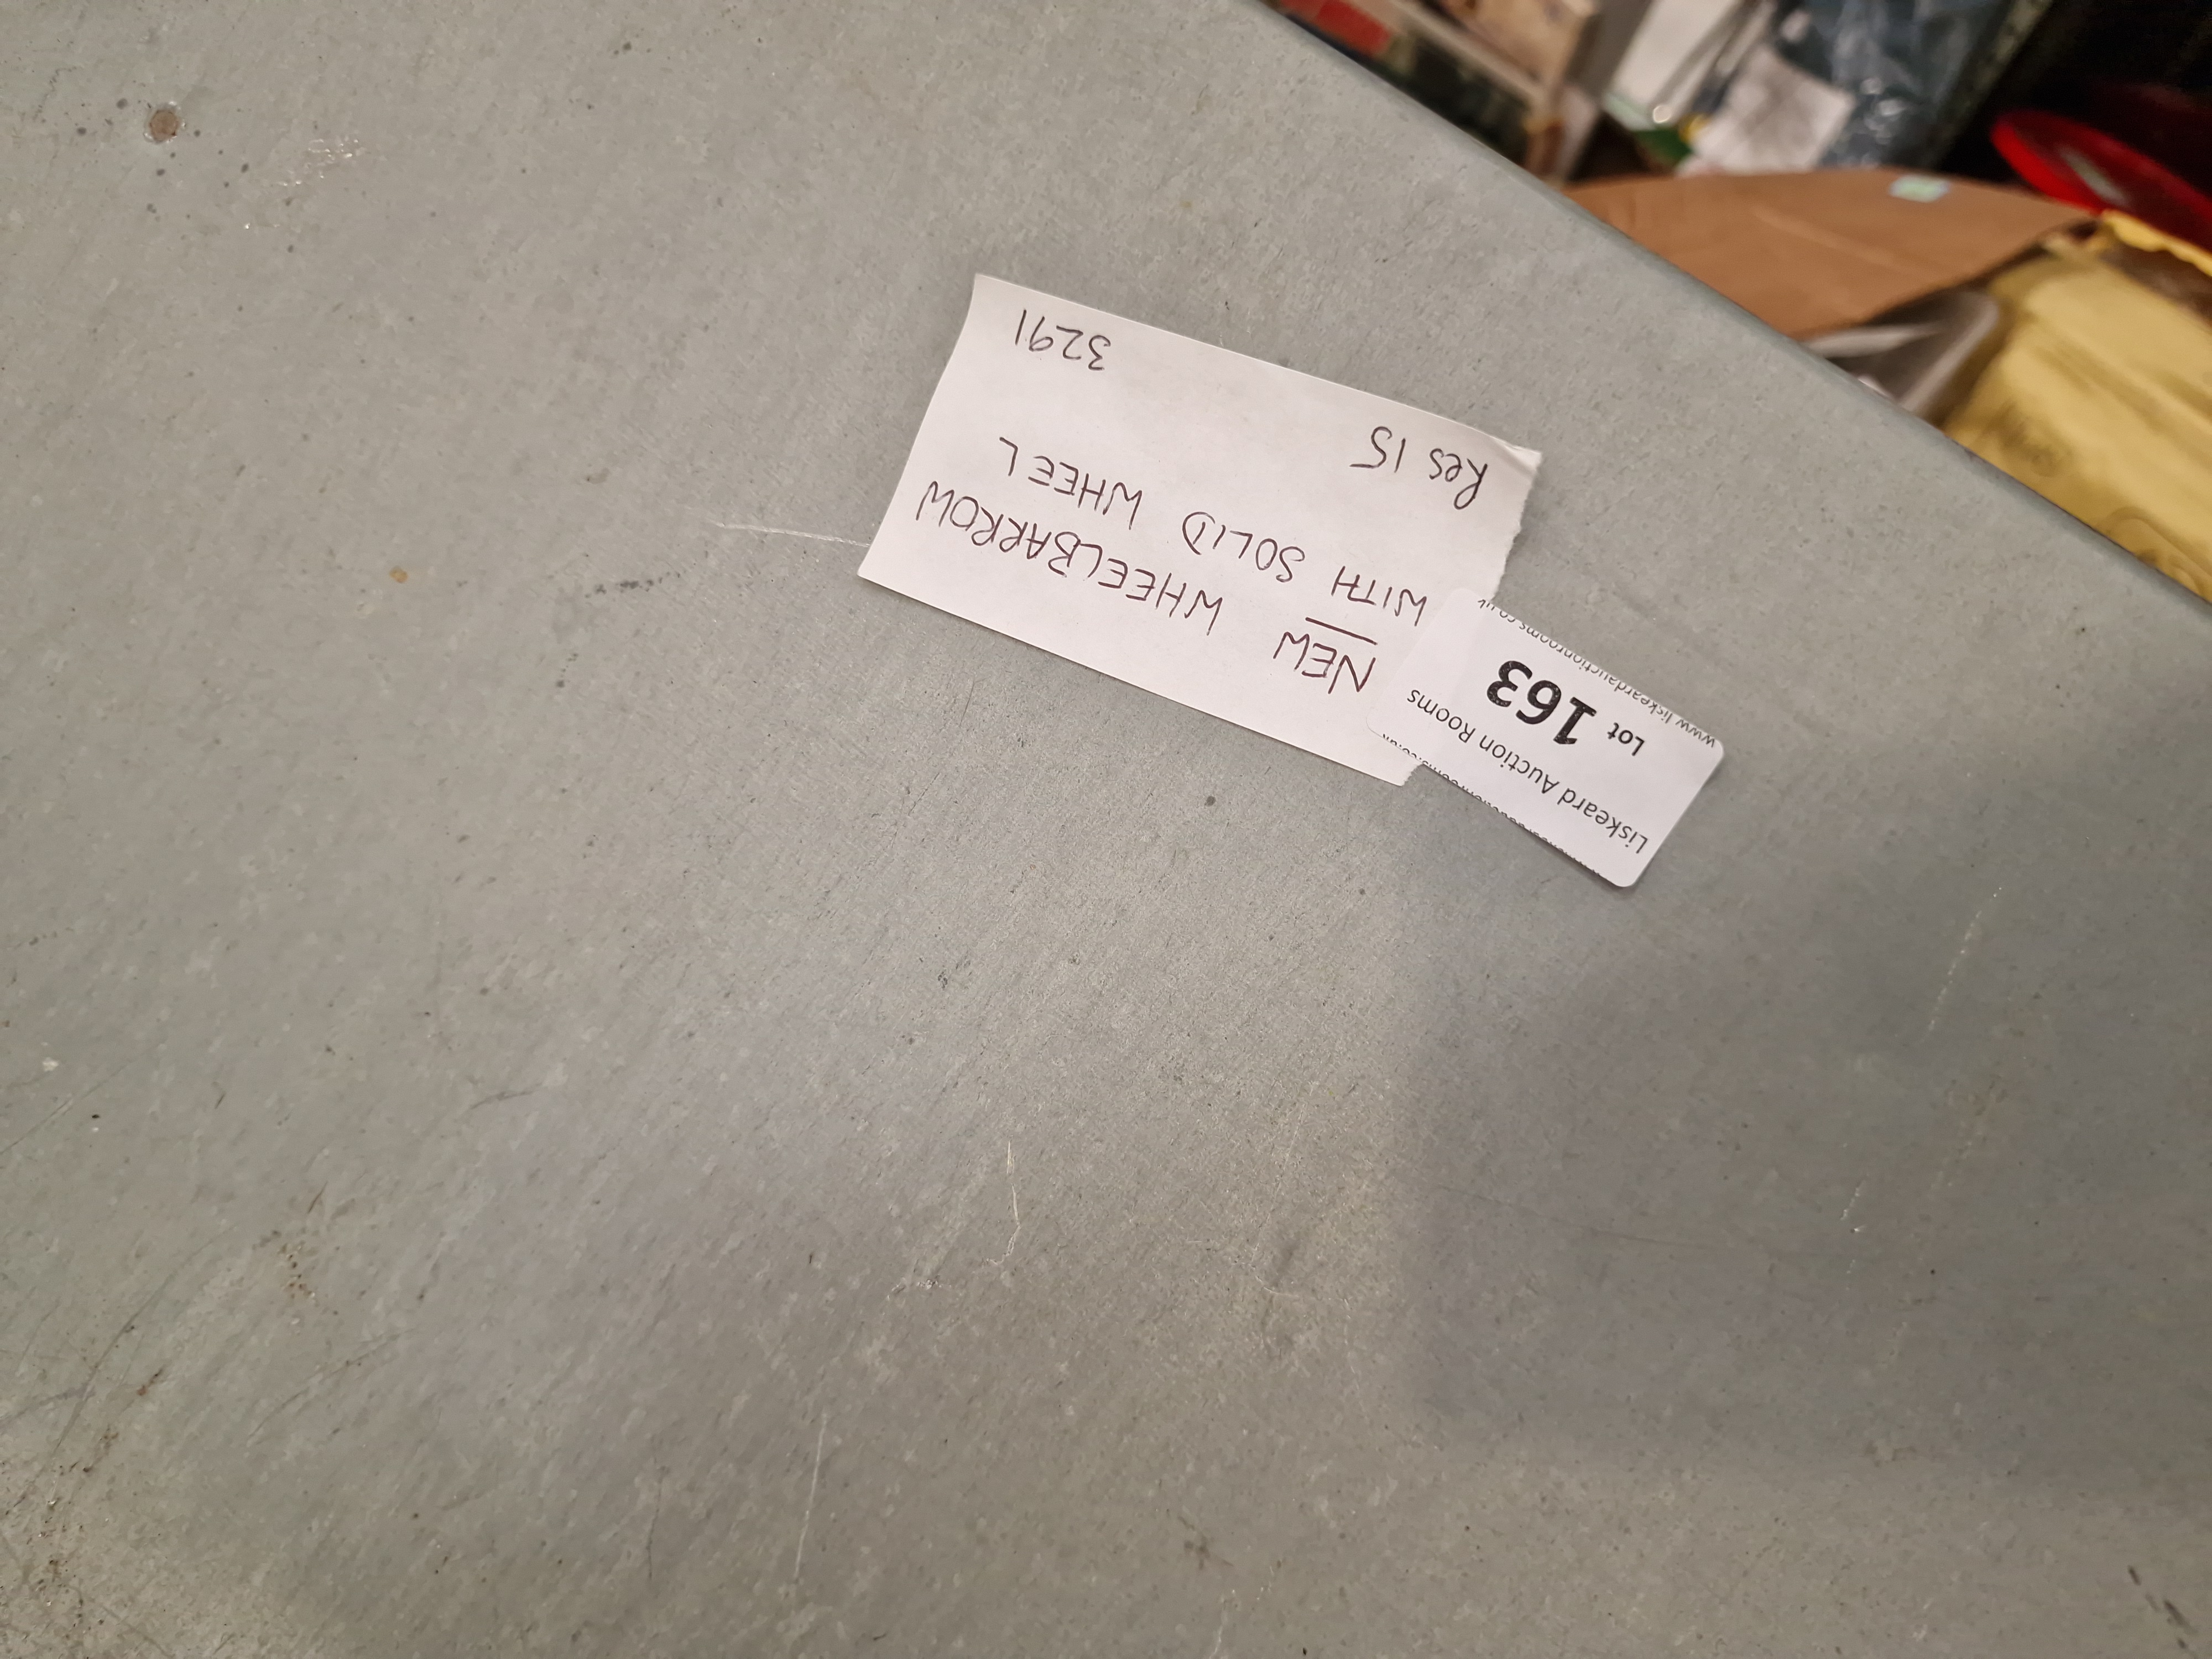 NEW WHEELBARROW
WITH SOLID WHEEL
Res 15
3291
Liskeard Auction Rooms
Lot 163
www.liskeardauctionrooms.co.uk